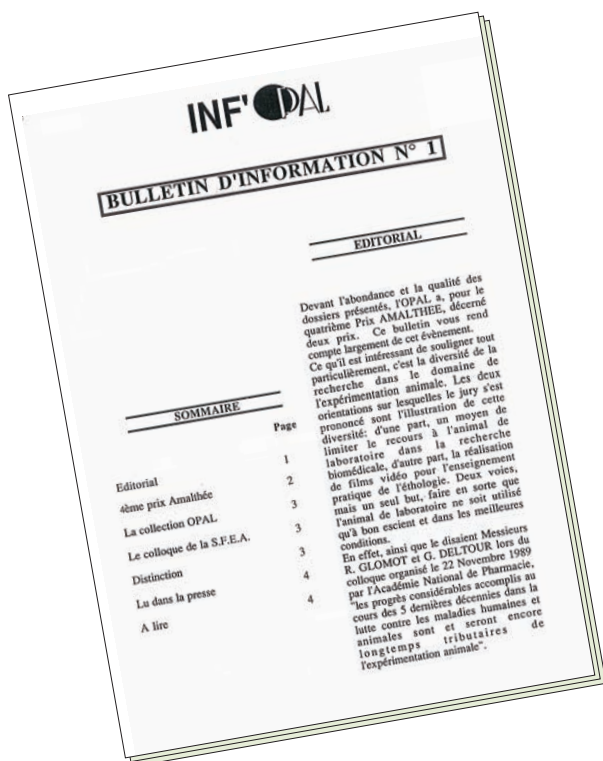 INF'OPAL
BULLETIN D'INFORMATION N° 1
SOMMAIRE
Page
Editorial 1
4ème prix Amalthée 2
La collection OPAL 3
Le colloque de la S.F.E.A. 3
Distinction 3
Lu dans la presse 4
A lire 4
EDITORIAL
Devant l'abondance et la qualité des
dossiers présentés, l'OPAL a, pour le
quatrième Prix AMALTHEE, décerné
deux prix. Ce bulletin vous rend
compte largement de cet évènement.
Ce qu'il est intéressant de souligner tout
particulièrement, c'est la diversité de la
recherche dans le domaine de
l'expérimentation animale. Les deux
orientations sur lesquelles le jury s'est
prononcé sont l'illustration de cette
diversité: d'une part, un moyen de
limiter le recours à l'animal de
laboratoire dans la recherche
biomédicale, d'autre part, la réalisation
de films vidéo pour l'enseignement
pratique de l'éthologie. Deux voies,
mais un seul but, faire en sorte que
l'animal de laboratoire ne soit utilisé
qu'à bon escient et dans les meilleures
conditions.
En effet, ainsi que le disaient Messieurs
R. GLOMOT et G. DELTOUR lors du
colloque organisé le 22 Novembre 1989
par l'Académie National de Pharmacie,
"les progrès considérables accomplis au
cours des 5 dernières décennies dans la
lutte contre les maladies humaines et
animales sont et seront encore
longtemps tributaires de
l'expérimentation animale".